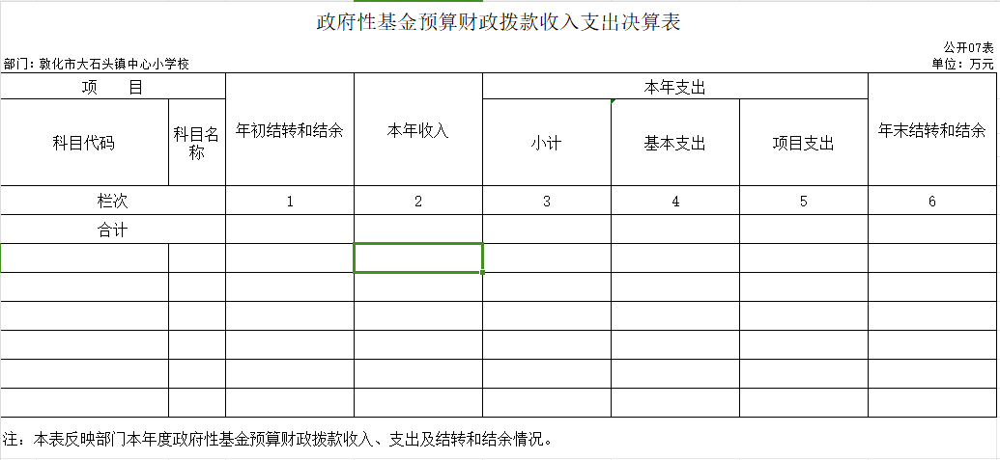 政府性基金预算财政拨款收入支出决算表
公开07表
部门：敦化市大石头镇中心小学校
单位：万元
项 目
年初结转和结余
本年收入
本年支出
年末结转和结余
科目代码
科目名
称
小计
基本支出
项目支出
栏次
1
2
3
4
5
6
合计
注：本表反映部门本年度政府性基金预算财政拨款收入、支出及结转和结余情况。